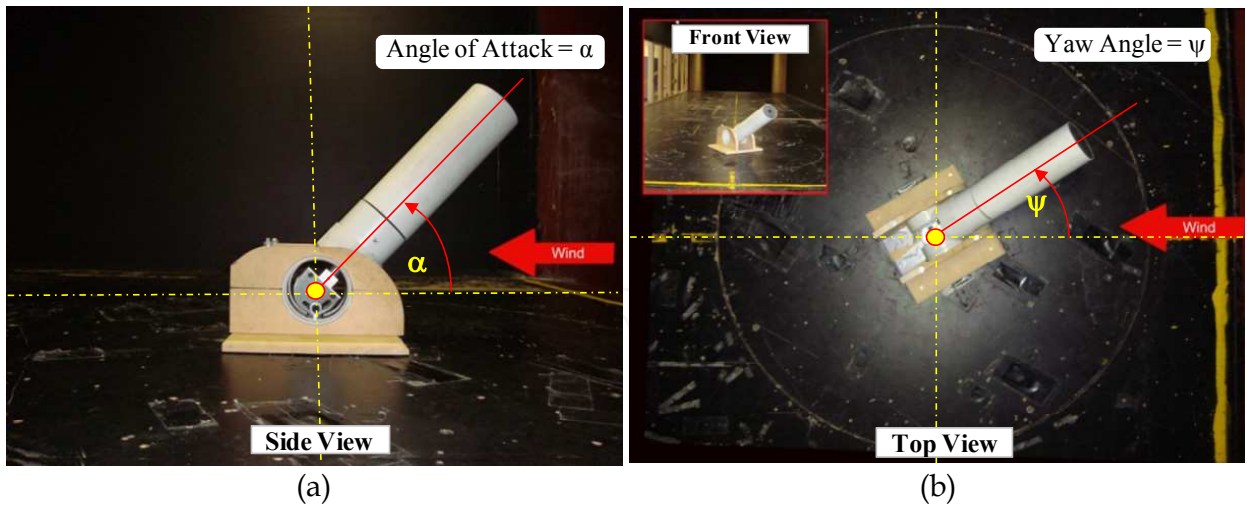 Angle of Attack = α
α
Wind
Side View
(a)
Front View
Yaw Angle = ψ
ψ
Wind
Top View
(b)